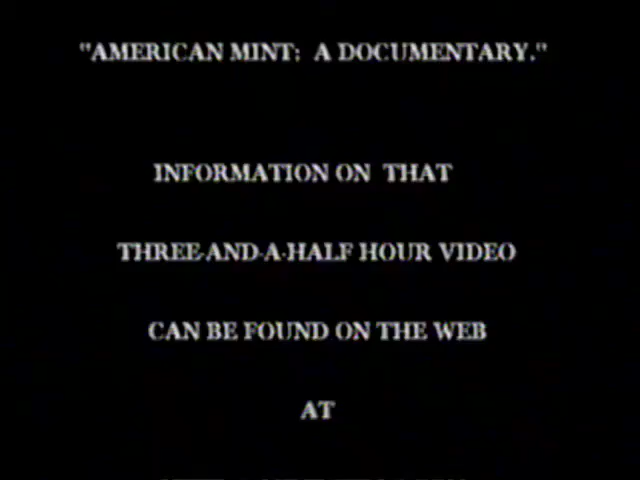 "AMERICAN MINT: A DOCUMENTARY."
INFORMATION ON THAT
THREE-AND-A-HALF HOUR VIDEO
CAN BE FOUND ON THE WEB
AT